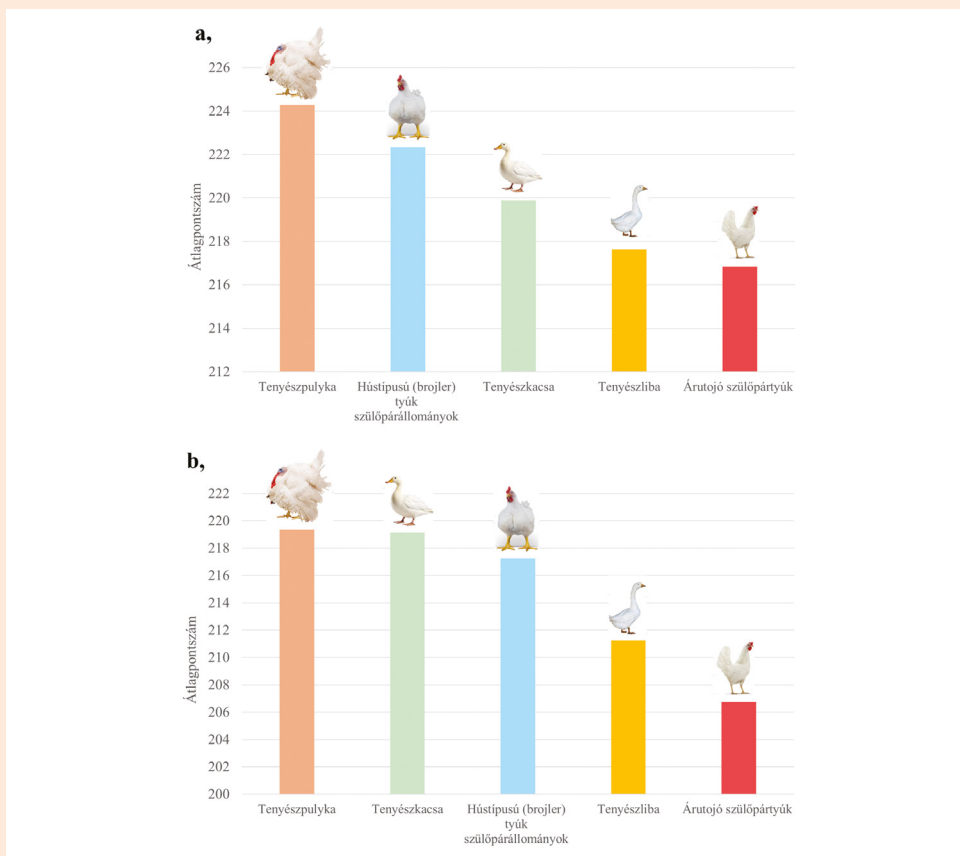 a,
226
224
222
220
218
216
214
212
Átlagpontszám
Tenyészpulyka
Hústípusú (brojler)
tyúk
szülőpárállományok
Tenyészkacsa
Tenyészliba
Árutojó szülőpártyúk
b,
222
220
218
216
214
212
210
208
206
204
202
200
Átlagpontszám
Tenyészpulyka
Tenyészkacsa
Hústípusú (brojler)
tyúk
szülőpárállományok
Tenyészliba
Árutojó szülőpártyúk